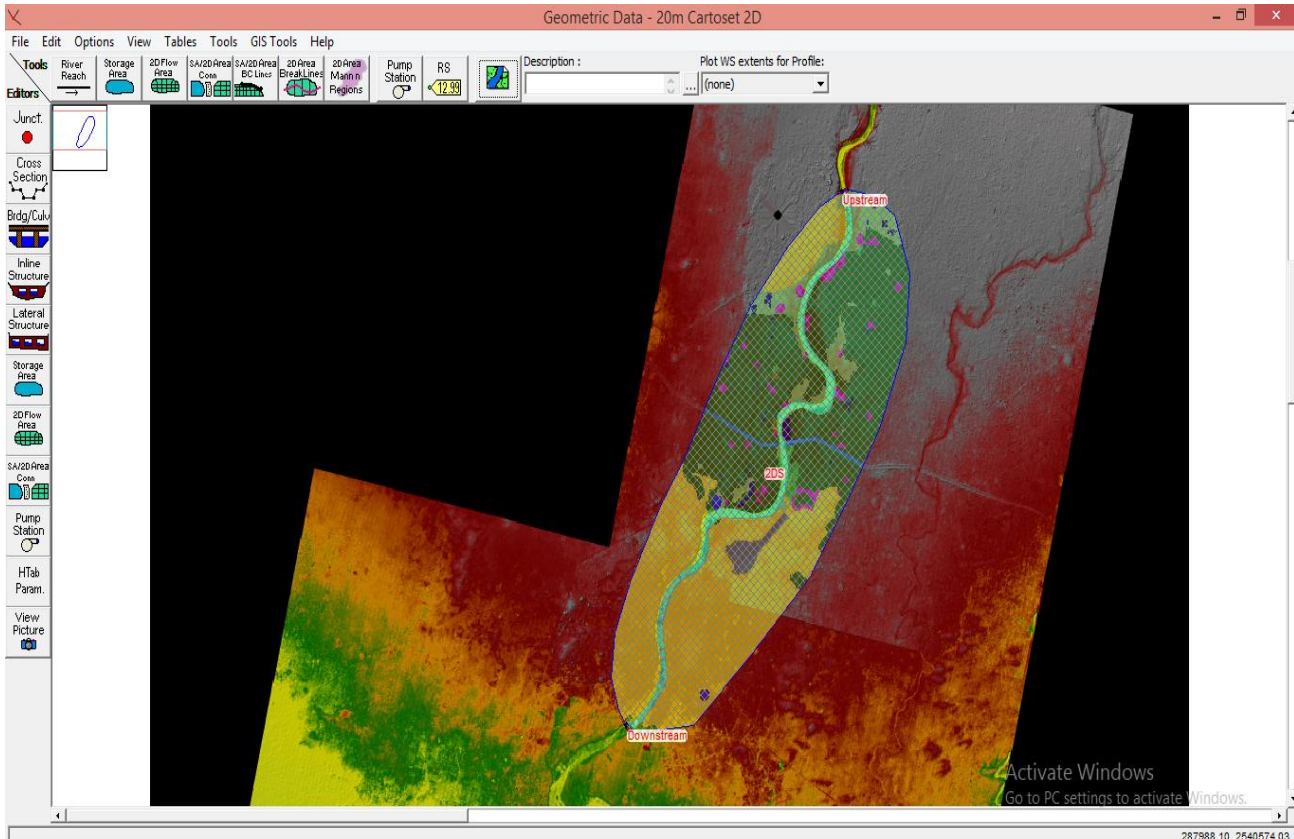 Geometric Data - 20m Cartoset 2D
File Edit Options View Tables Tools GIS Tools Help
Tools
Editors
River
Reach
Storage
Area
2D Flow
Area
SA/2D Area
Conn
SA/2D Area
BC Lines
2D Area
BreakLines
2D Area
Mann n
Regions
Pump
Station
RS
12.99
Description :
...
Plot WS extents for Profile:
(none)
Junct.
Cross
Section
Brdg/Culv
Inline
Structure
Lateral
Structure
Storage
Area
2D Flow
Area
SA/2D Area
Conn
Pump
Station
HTab
Param.
View
Picture
Upstream
2DS
Downstream
Activate Windows
Go to PC settings to activate Windows.
287988.10, 2540574.03